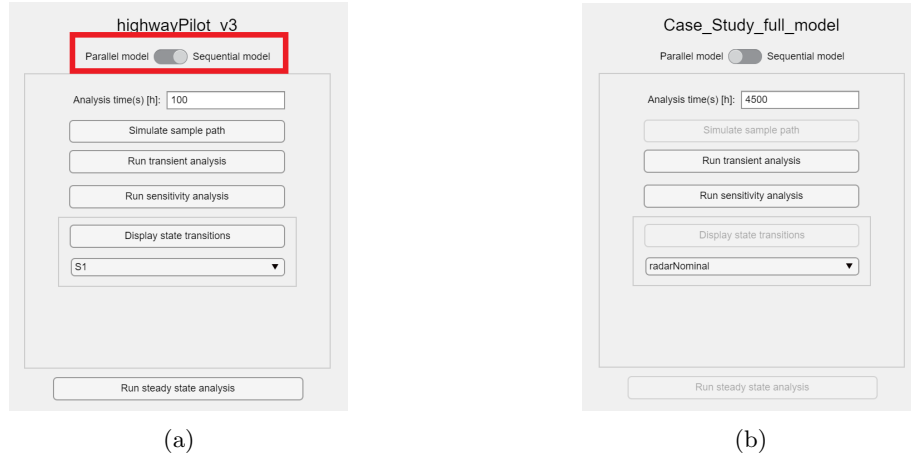 highwayPilot_v3
Parallel model Sequential model
Analysis time(s) [h]: 100
Simulate sample path
Run transient analysis
Run sensitivity analysis
Display state transitions
S1
Run steady state analysis
(a)
Case_Study_full_model
Parallel model Sequential model
Analysis time(s) [h]: 4500
Simulate sample path
Run transient analysis
Run sensitivity analysis
Display state transitions
radarNominal
Run steady state analysis
(b)